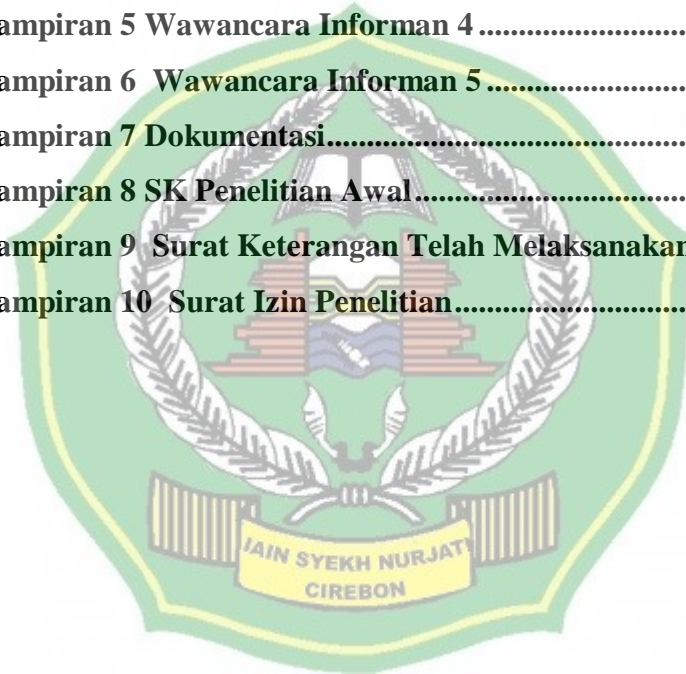 ampiran 5 Wawancara Informan 4 ..........................
ampiran 6 Wawancara Informan 5 .........................
ampiran 7 Dokumentasi.............................................
ampiran 8 SK Penelitian Awal..................................
ampiran 9 Surat Keterangan Telah Melaksanakan
ampiran 10 Surat Izin Penelitian.............................
IAIN SYEKH NURJATI
CIREBON